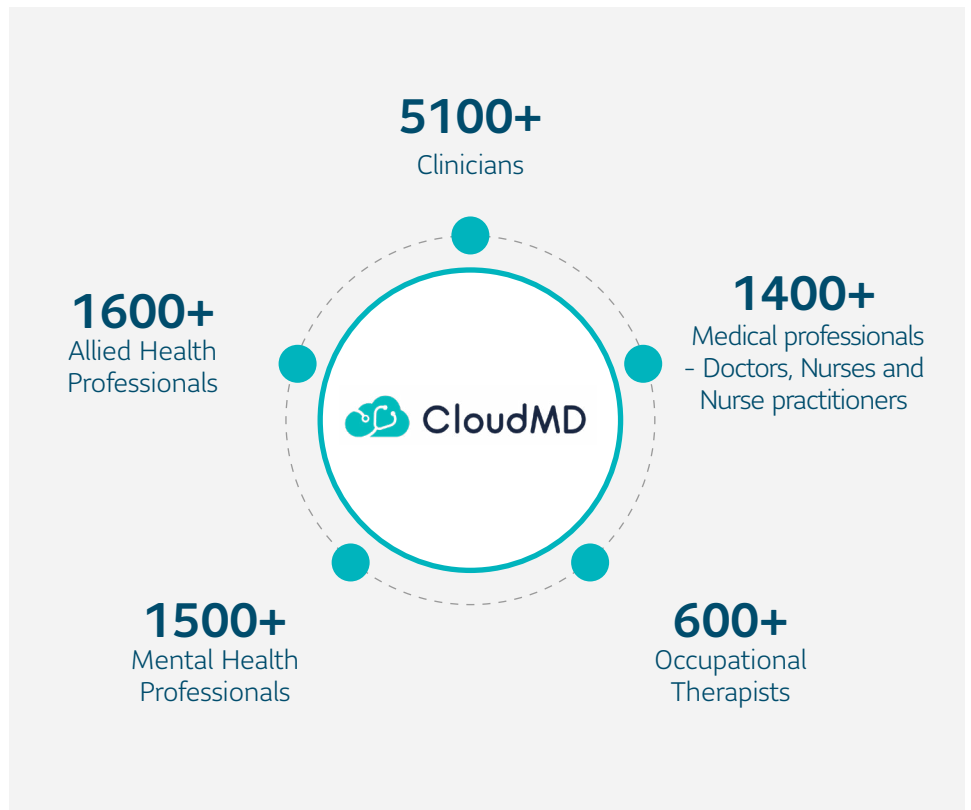 5100+
Clinicians
1600+
Allied Health
Professionals
1400+
Medical professionals
- Doctors, Nurses and
Nurse practitioners
CloudMD
1500+
Mental Health
Professionals
600+
Occupational
Therapists